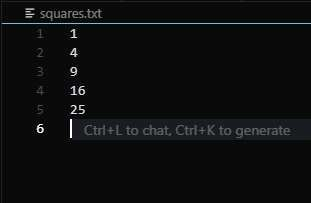 squares.txt
1 1
2 4
3 9
4 16
5 25
6 Ctrl+L to chat, Ctrl+K to generate